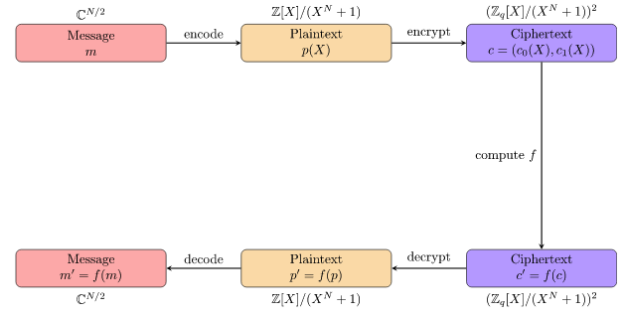 ℂ^{N/2}
ℤ[X]/(X^N + 1)
(ℤ_q[X]/(X^N + 1))^2
Message
m
encode
Plaintext
p(X)
encrypt
Ciphertext
c = (c_0(X), c_1(X))
compute f
Message
m′ = f(m)
decode
Plaintext
p′ = f(p)
decrypt
Ciphertext
c′ = f(c)
ℂ^{N/2}
ℤ[X]/(X^N + 1)
(ℤ_q[X]/(X^N + 1))^2